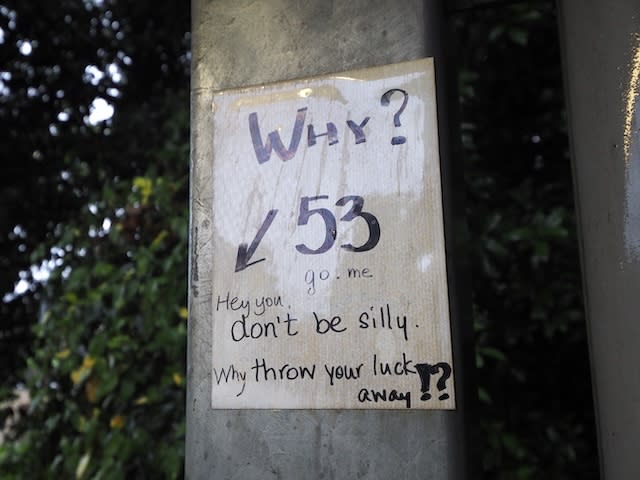 WHY?
53
go. me
Hey you,
don't be silly.
Why throw your luck
away !?